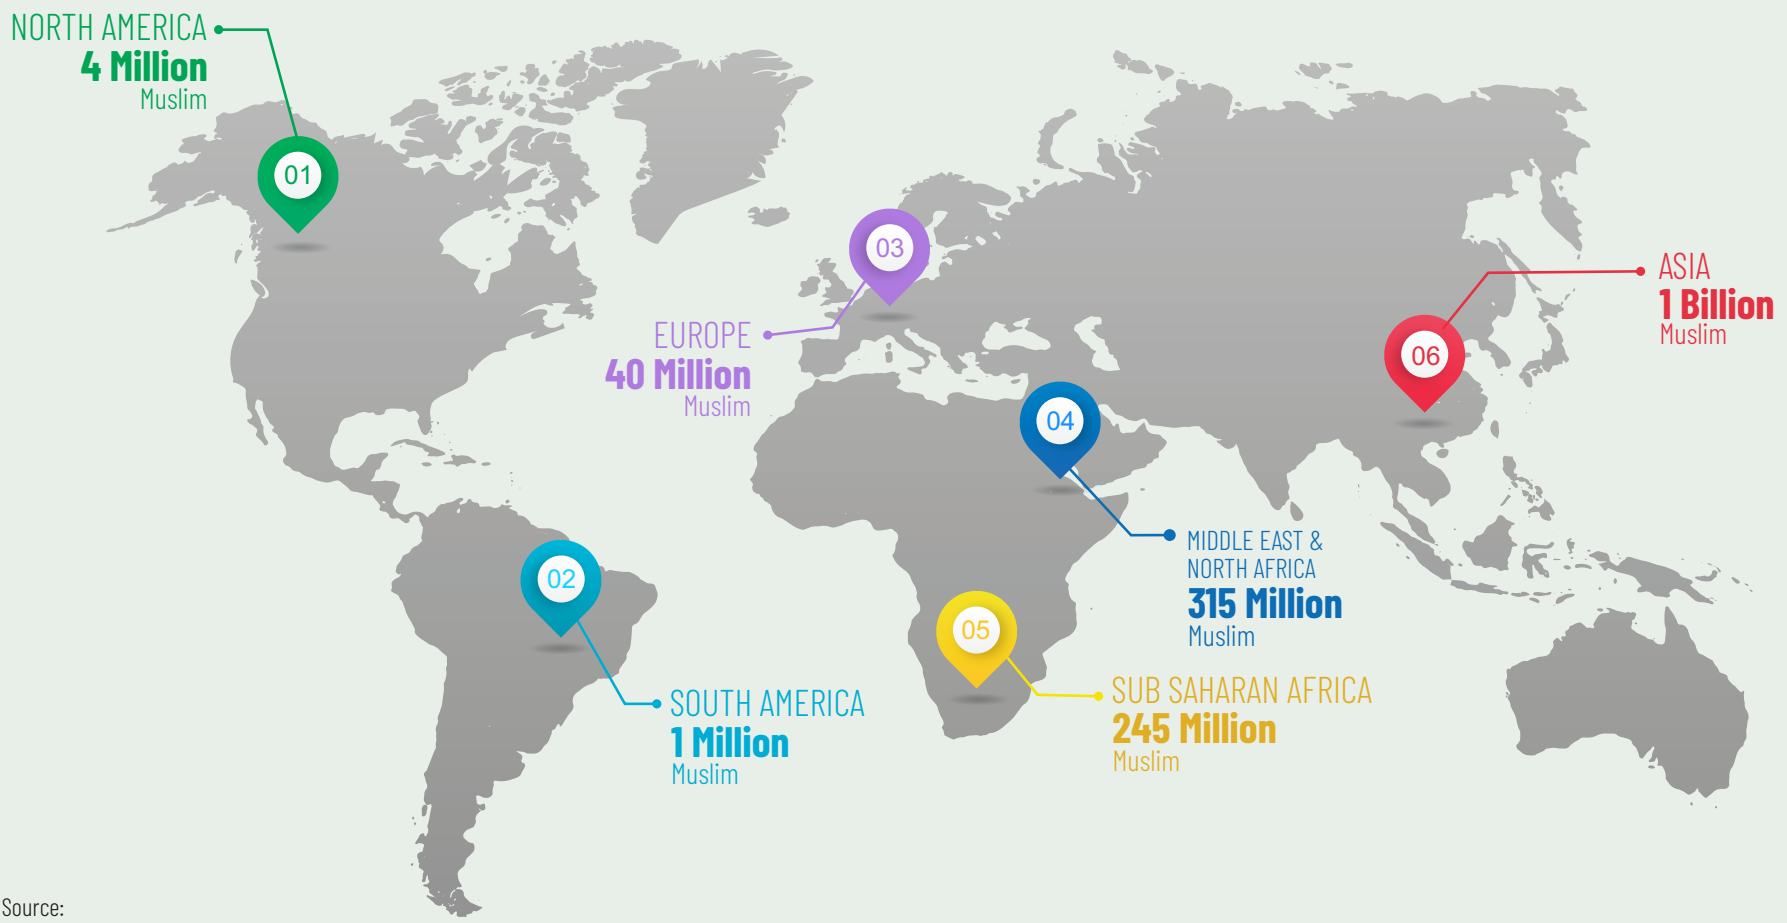 NORTH AMERICA
4 Million
Muslim
01
02
SOUTH AMERICA
1 Million
Muslim
03
EUROPE
40 Million
Muslim
04
MIDDLE EAST &
NORTH AFRICA
315 Million
Muslim
05
SUB SAHARAN AFRICA
245 Million
Muslim
06
ASIA
1 Billion
Muslim
Source: